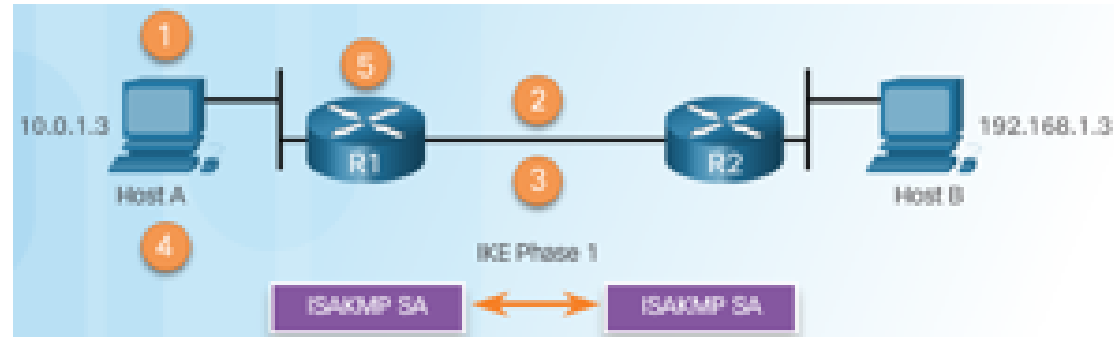 1
5
2
10.0.1.3
R1
R2
192.168.1.3
3
Host A
Host B
4
IKE Phase 1
ISAKMP SA
ISAKMP SA